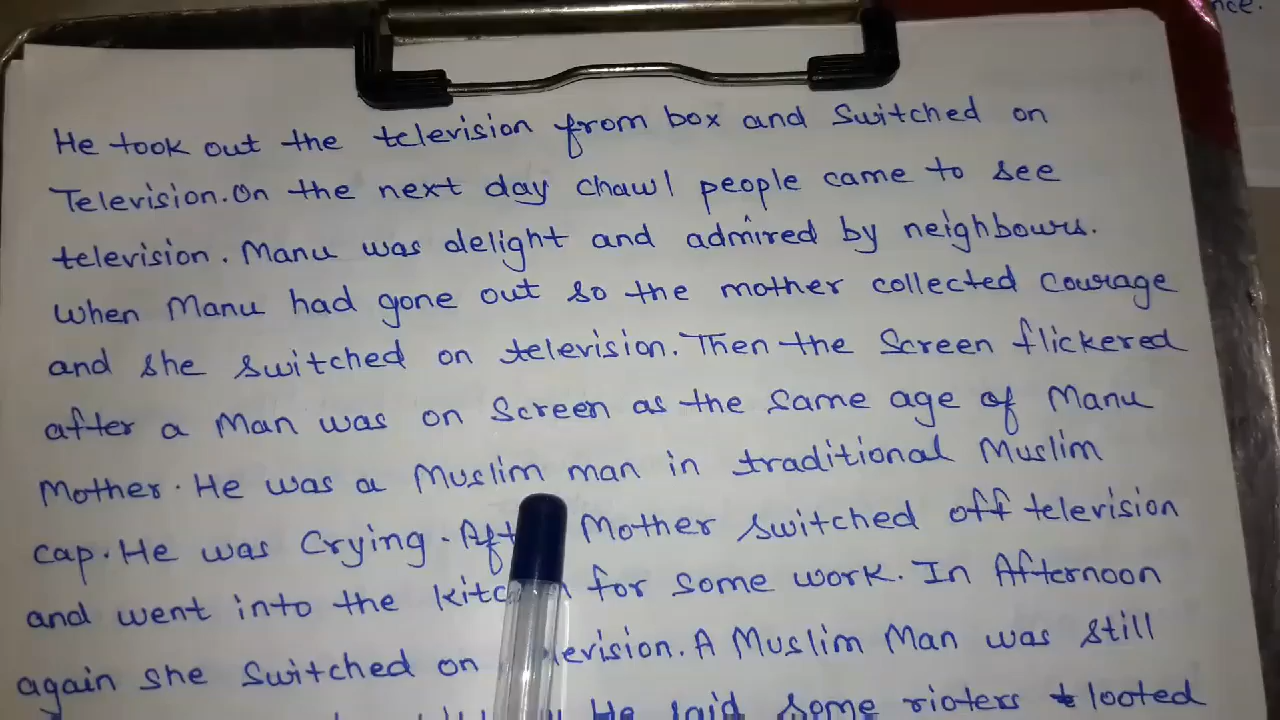 nce.
He took out the television from box and switched on
Television. On the next day chawl people came to see
television. Manu was delight and admired by neighbours.
When Manu had gone out so the mother collected courage
and she switched on television. Then the Screen flickered
after a Man was on Screen as the same age of Manu
Mother. He was a Muslim man in traditional Muslim
cap. He was Crying. Mother switched off television
and went into the for some work. In Afternoon
again she switched on A Muslim Man was still
He said some rioters looted